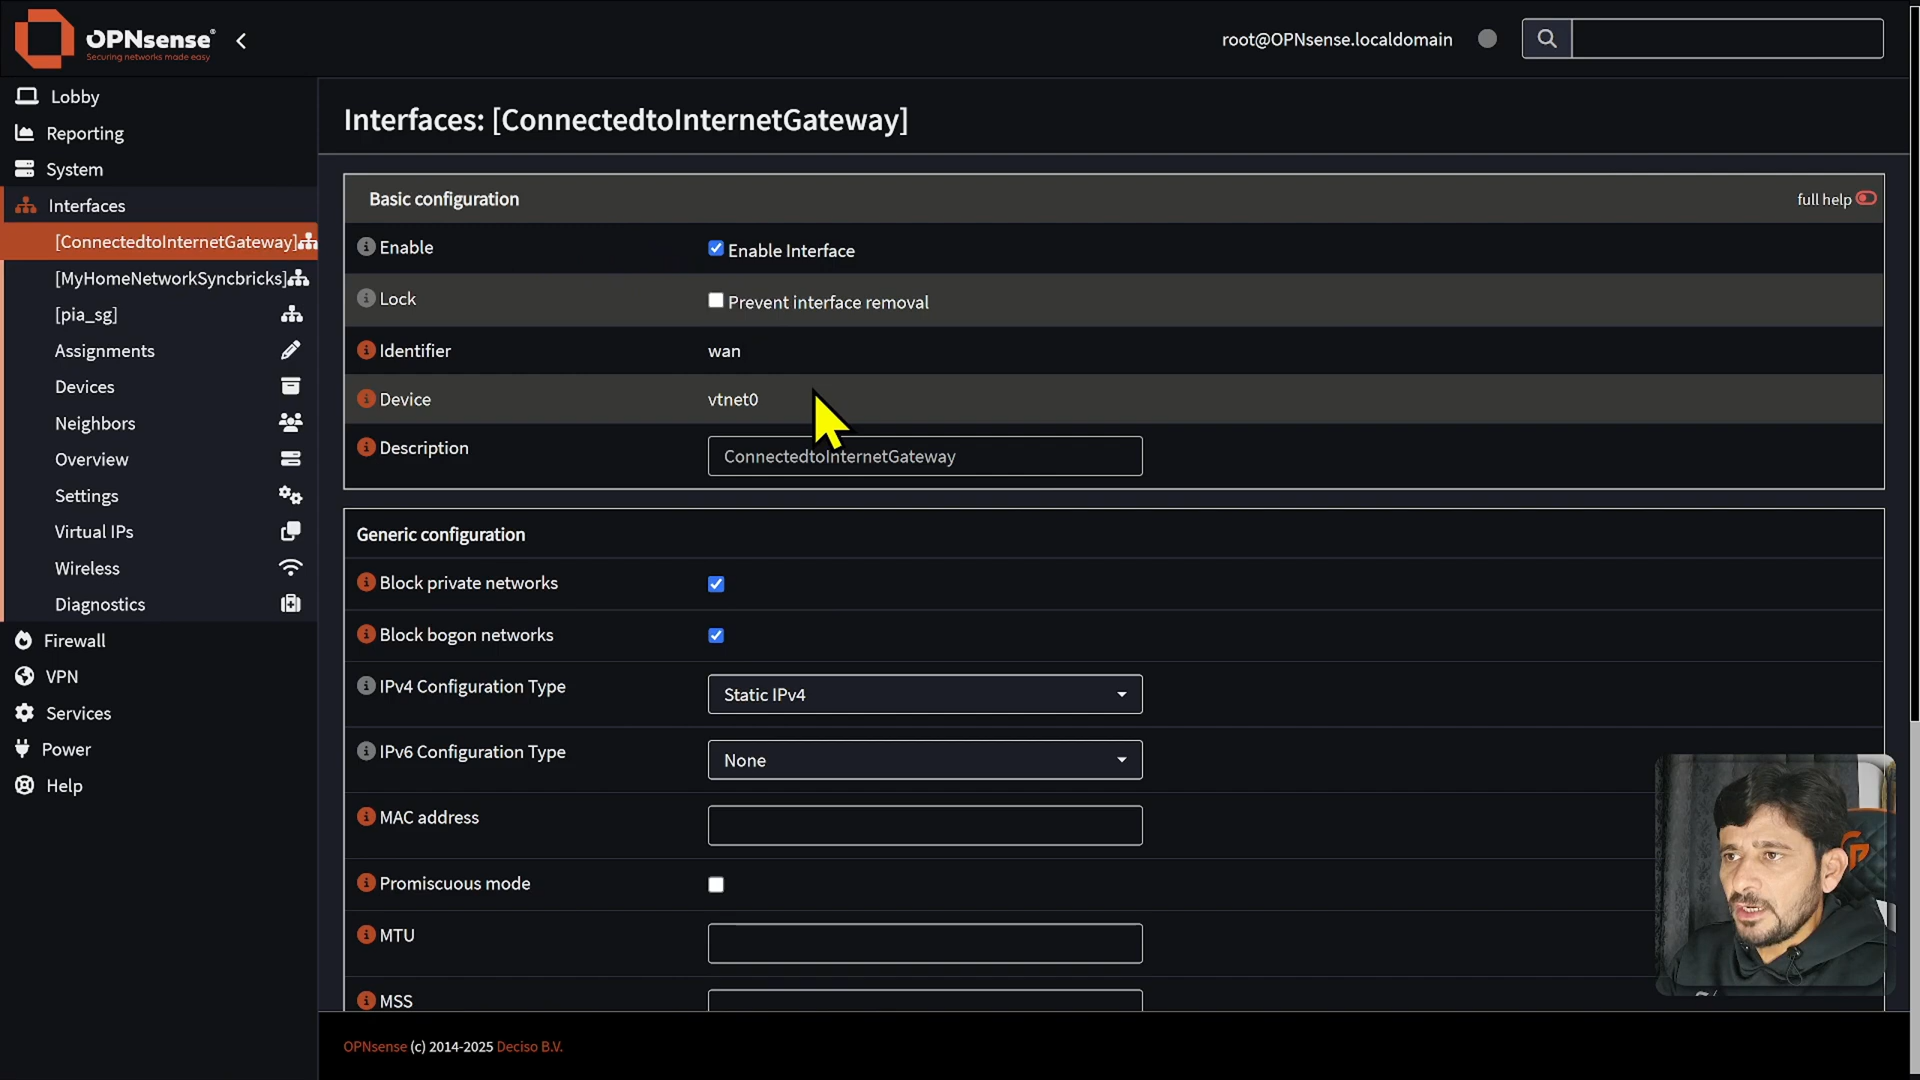 OPNsense®
Securing networks made easy
root@OPNsense.localdomain
Lobby
Reporting
System
Interfaces
[ConnectedtoInternetGateway]
[MyHomeNetworkSyncbricks]
[pia_sg]
Assignments
Devices
Neighbors
Overview
Settings
Virtual IPs
Wireless
Diagnostics
Firewall
VPN
Services
Power
Help
Interfaces: [ConnectedtoInternetGateway]
Basic configuration
full help
Enable
Enable Interface
Lock
Prevent interface removal
Identifier
wan
Device
vtnet0
Description
ConnectedtoInternetGateway
Generic configuration
Block private networks
Block bogon networks
IPv4 Configuration Type
Static IPv4
IPv6 Configuration Type
None
MAC address
Promiscuous mode
MTU
MSS
OPNsense (c) 2014-2025 Deciso B.V.